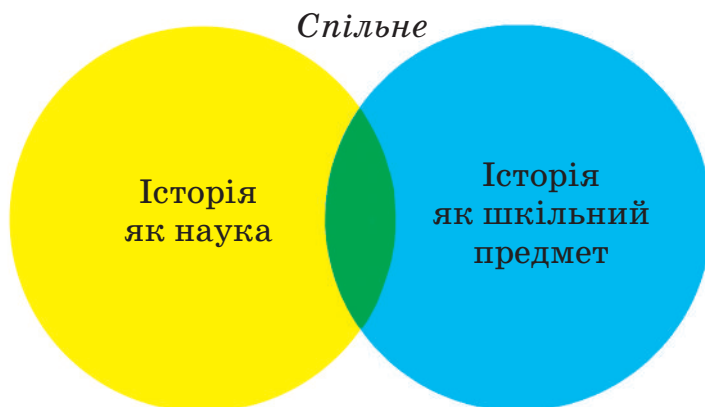 Спільне
Історія
як наука
Історія
як шкільний
предмет